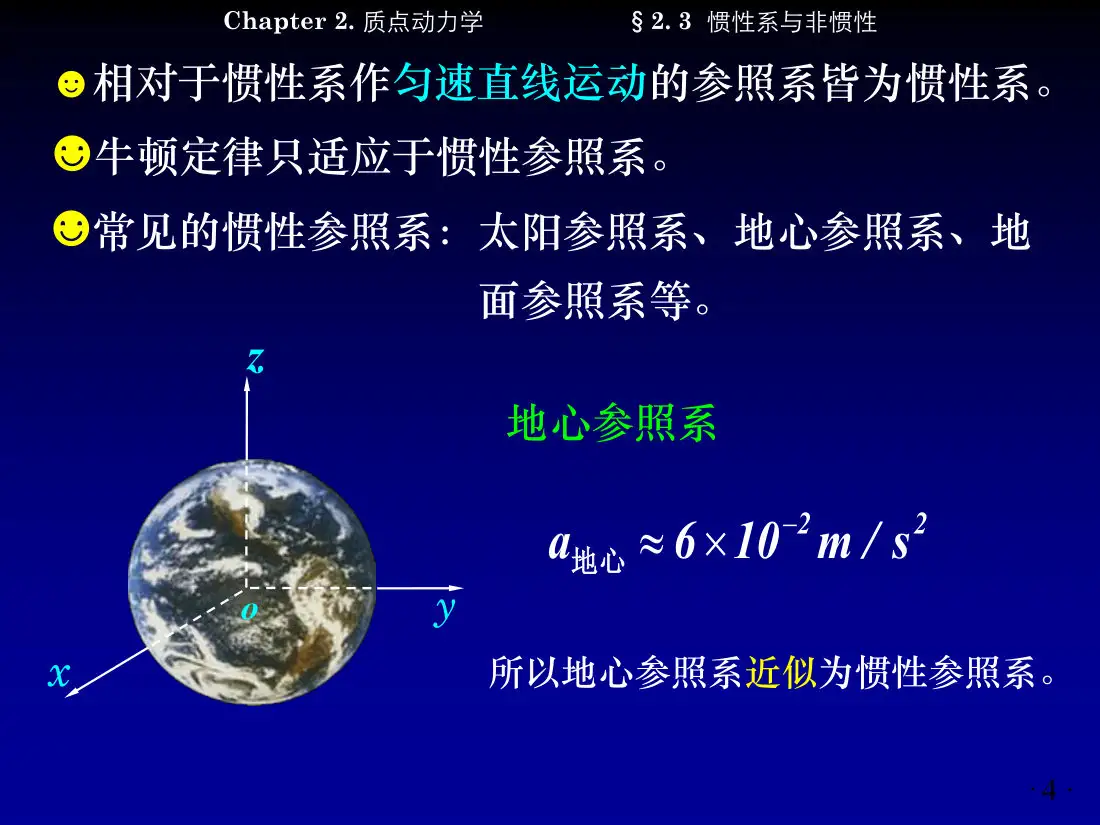 Chapter 2. 质点动力学 § 2. 3 惯性系与非惯性
相对于惯性系作匀速直线运动的参照系皆为惯性系。
牛顿定律只适应于惯性参照系。
常见的惯性参照系：太阳参照系、地心参照系、地
面参照系等。
z
地心参照系
a地心 ≈ 6×10⁻² m / s²
o
y
x
所以地心参照系近似为惯性参照系。
· 4 ·